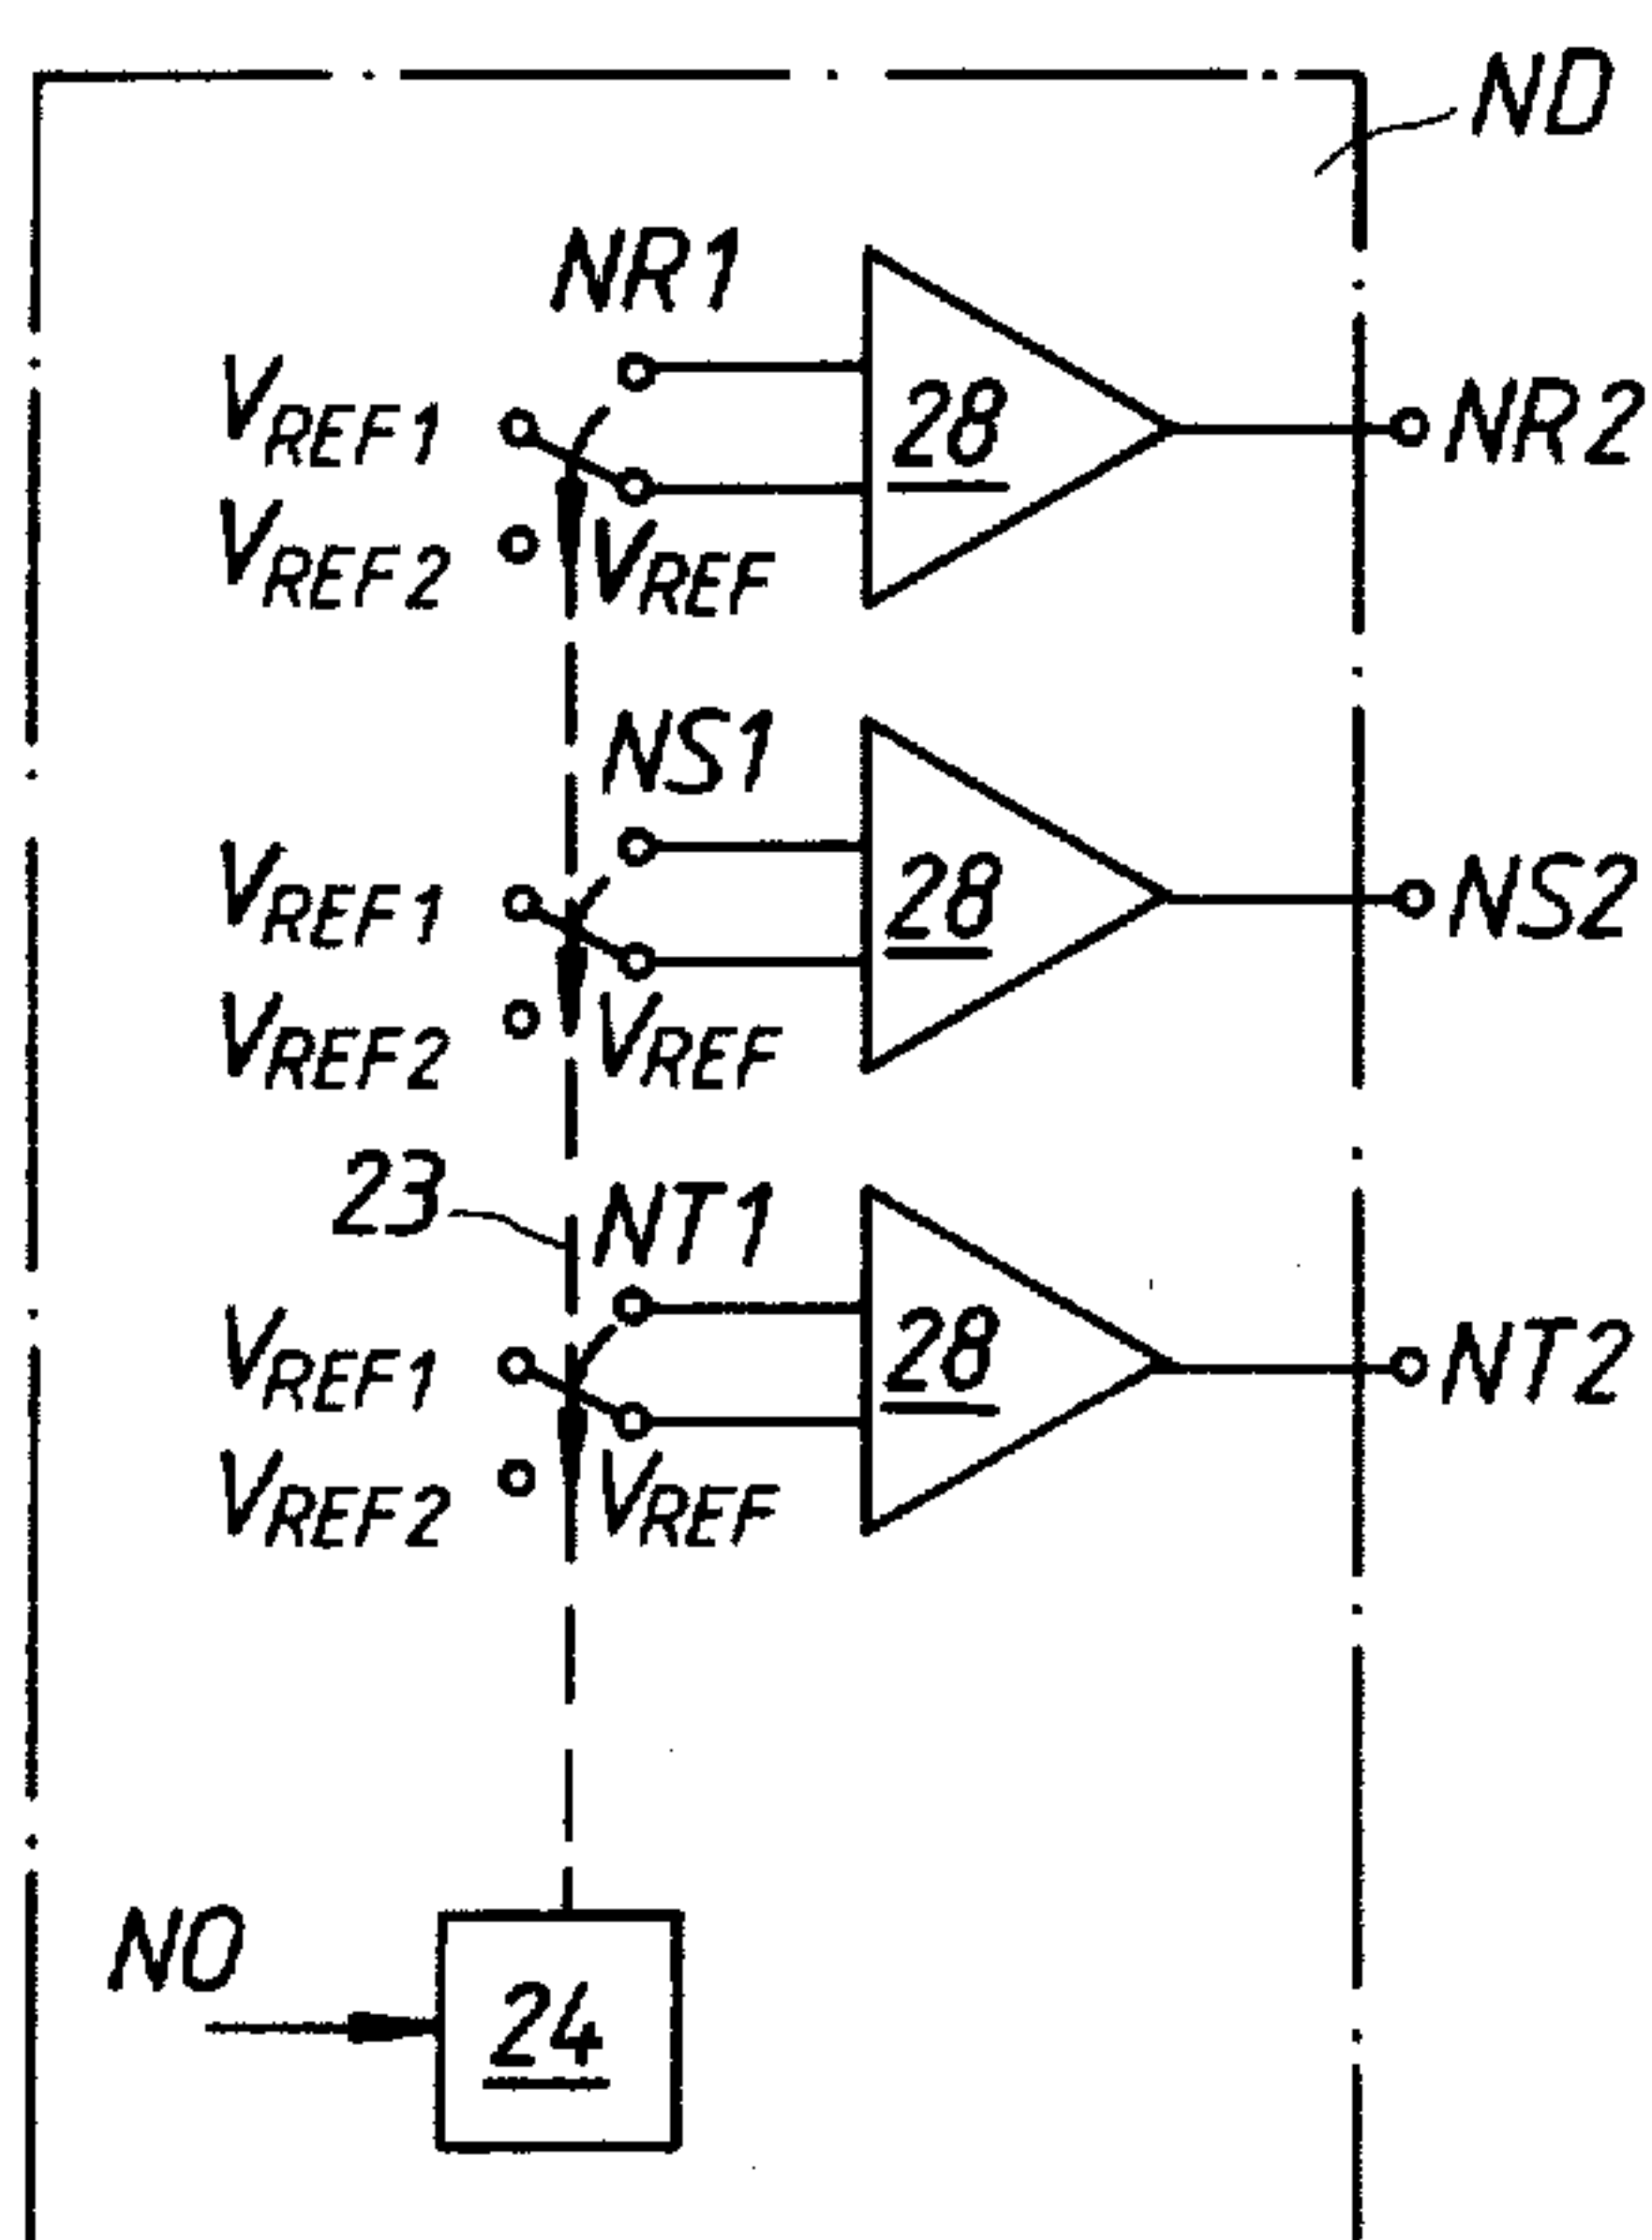 ND
NR1
VREF1
28
NR2
VREF2
VREF
NS1
VREF1
28
NS2
VREF2
VREF
23
NT1
VREF1
28
NT2
VREF2
VREF
NO
24